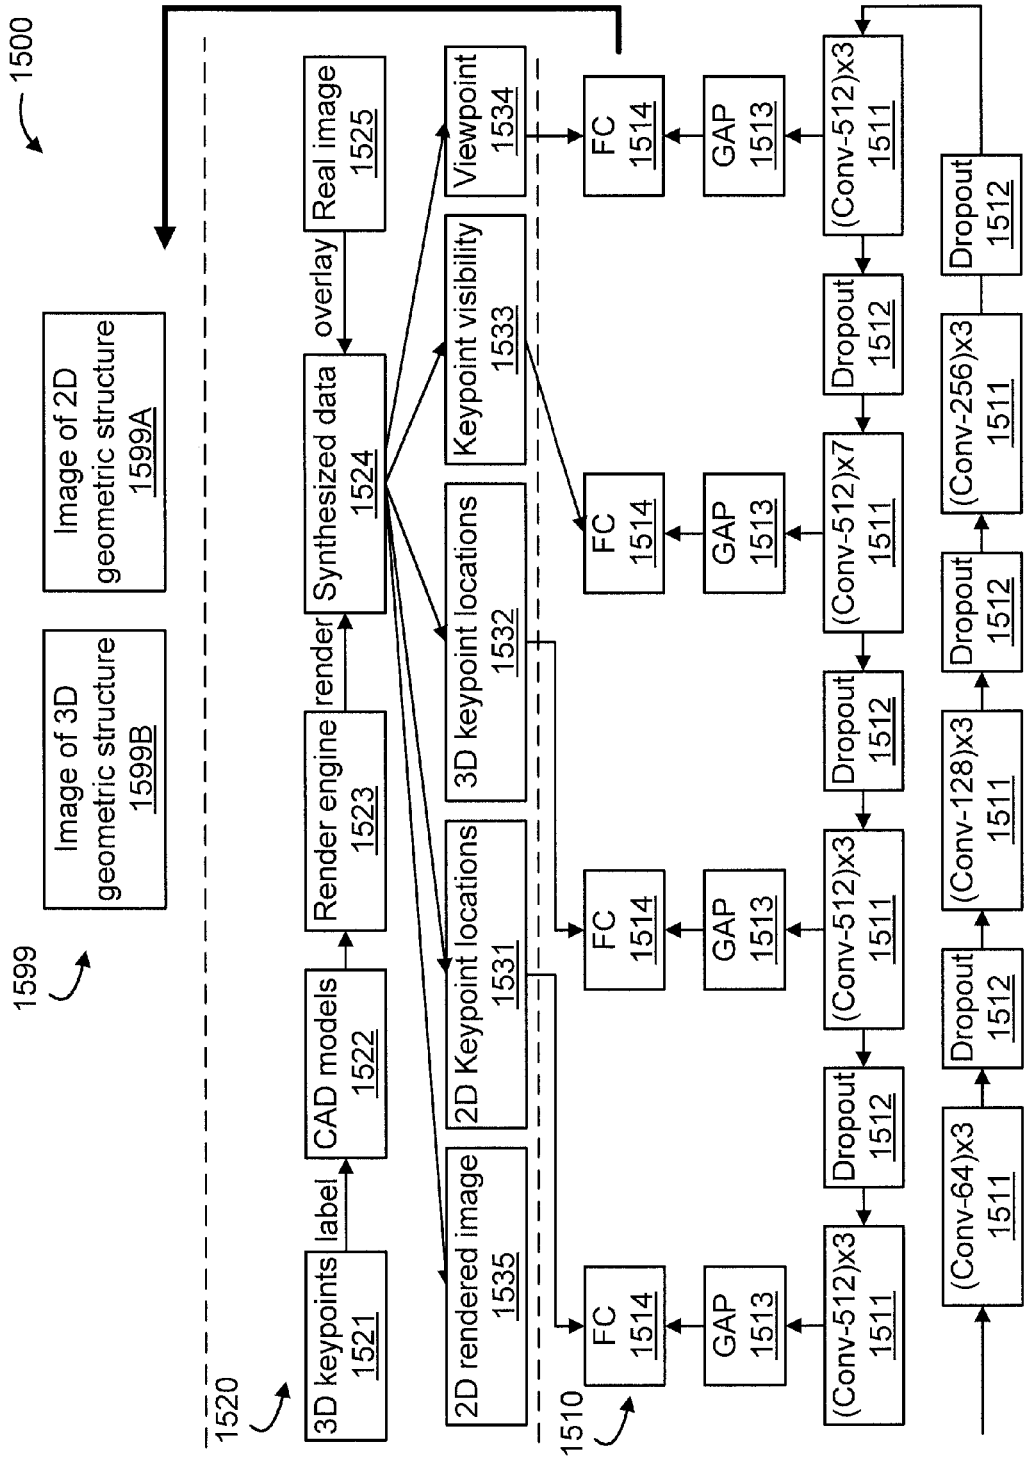 1500
1599
Image of 3D
geometric structure
1599B
Image of 2D
geometric structure
1599A
1520
3D keypoints
1521
label
CAD models
1522
Render engine
1523
render
Synthesized data
1524
overlay
Real image
1525
2D rendered image
1535
2D Keypoint locations
1531
3D keypoint locations
1532
Keypoint visibility
1533
Viewpoint
1534
1510
FC
1514
FC
1514
FC
1514
FC
1514
GAP
1513
GAP
1513
GAP
1513
GAP
1513
(Conv-512)x3
1511
Dropout
1512
(Conv-512)x3
1511
Dropout
1512
(Conv-512)x7
1511
Dropout
1512
(Conv-512)x3
1511
(Conv-64)x3
1511
Dropout
1512
(Conv-128)x3
1511
Dropout
1512
(Conv-256)x3
1511
Dropout
1512